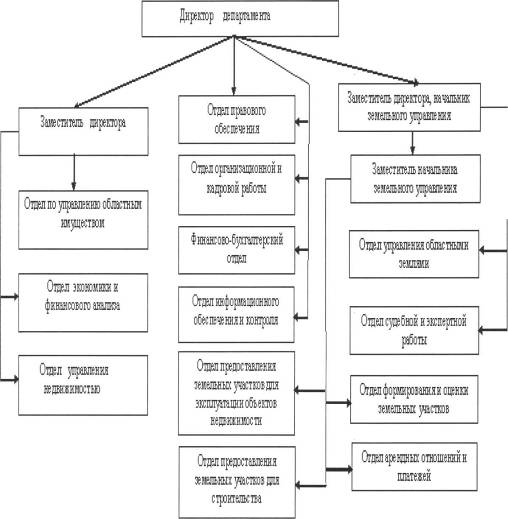 Директор департамента
Заместитель директора
Отдел по управлению областным
имуществом
Отдел экономики и
финансового анализа
Отдел управления
недвижимостью
Отдел правового
обеспечения
Отдел организационной и
кадровой работы
Финансово-бухгалтерский
отдел
Отдел информационного
обеспечения и контроля
Отдел предоставления
земельных участков для
эксплуатации объектов
недвижимости
Отдел предоставления
земельных участков для
строительства
Заместитель директора, начальник
земельного управления
Заместитель начальника
земельного управления
Отдел управления областными
землями
Отдел судебной и экспертной
работы
Отдел формирования и оценки
земельных участков
Отдел арендных отношений и
платежей